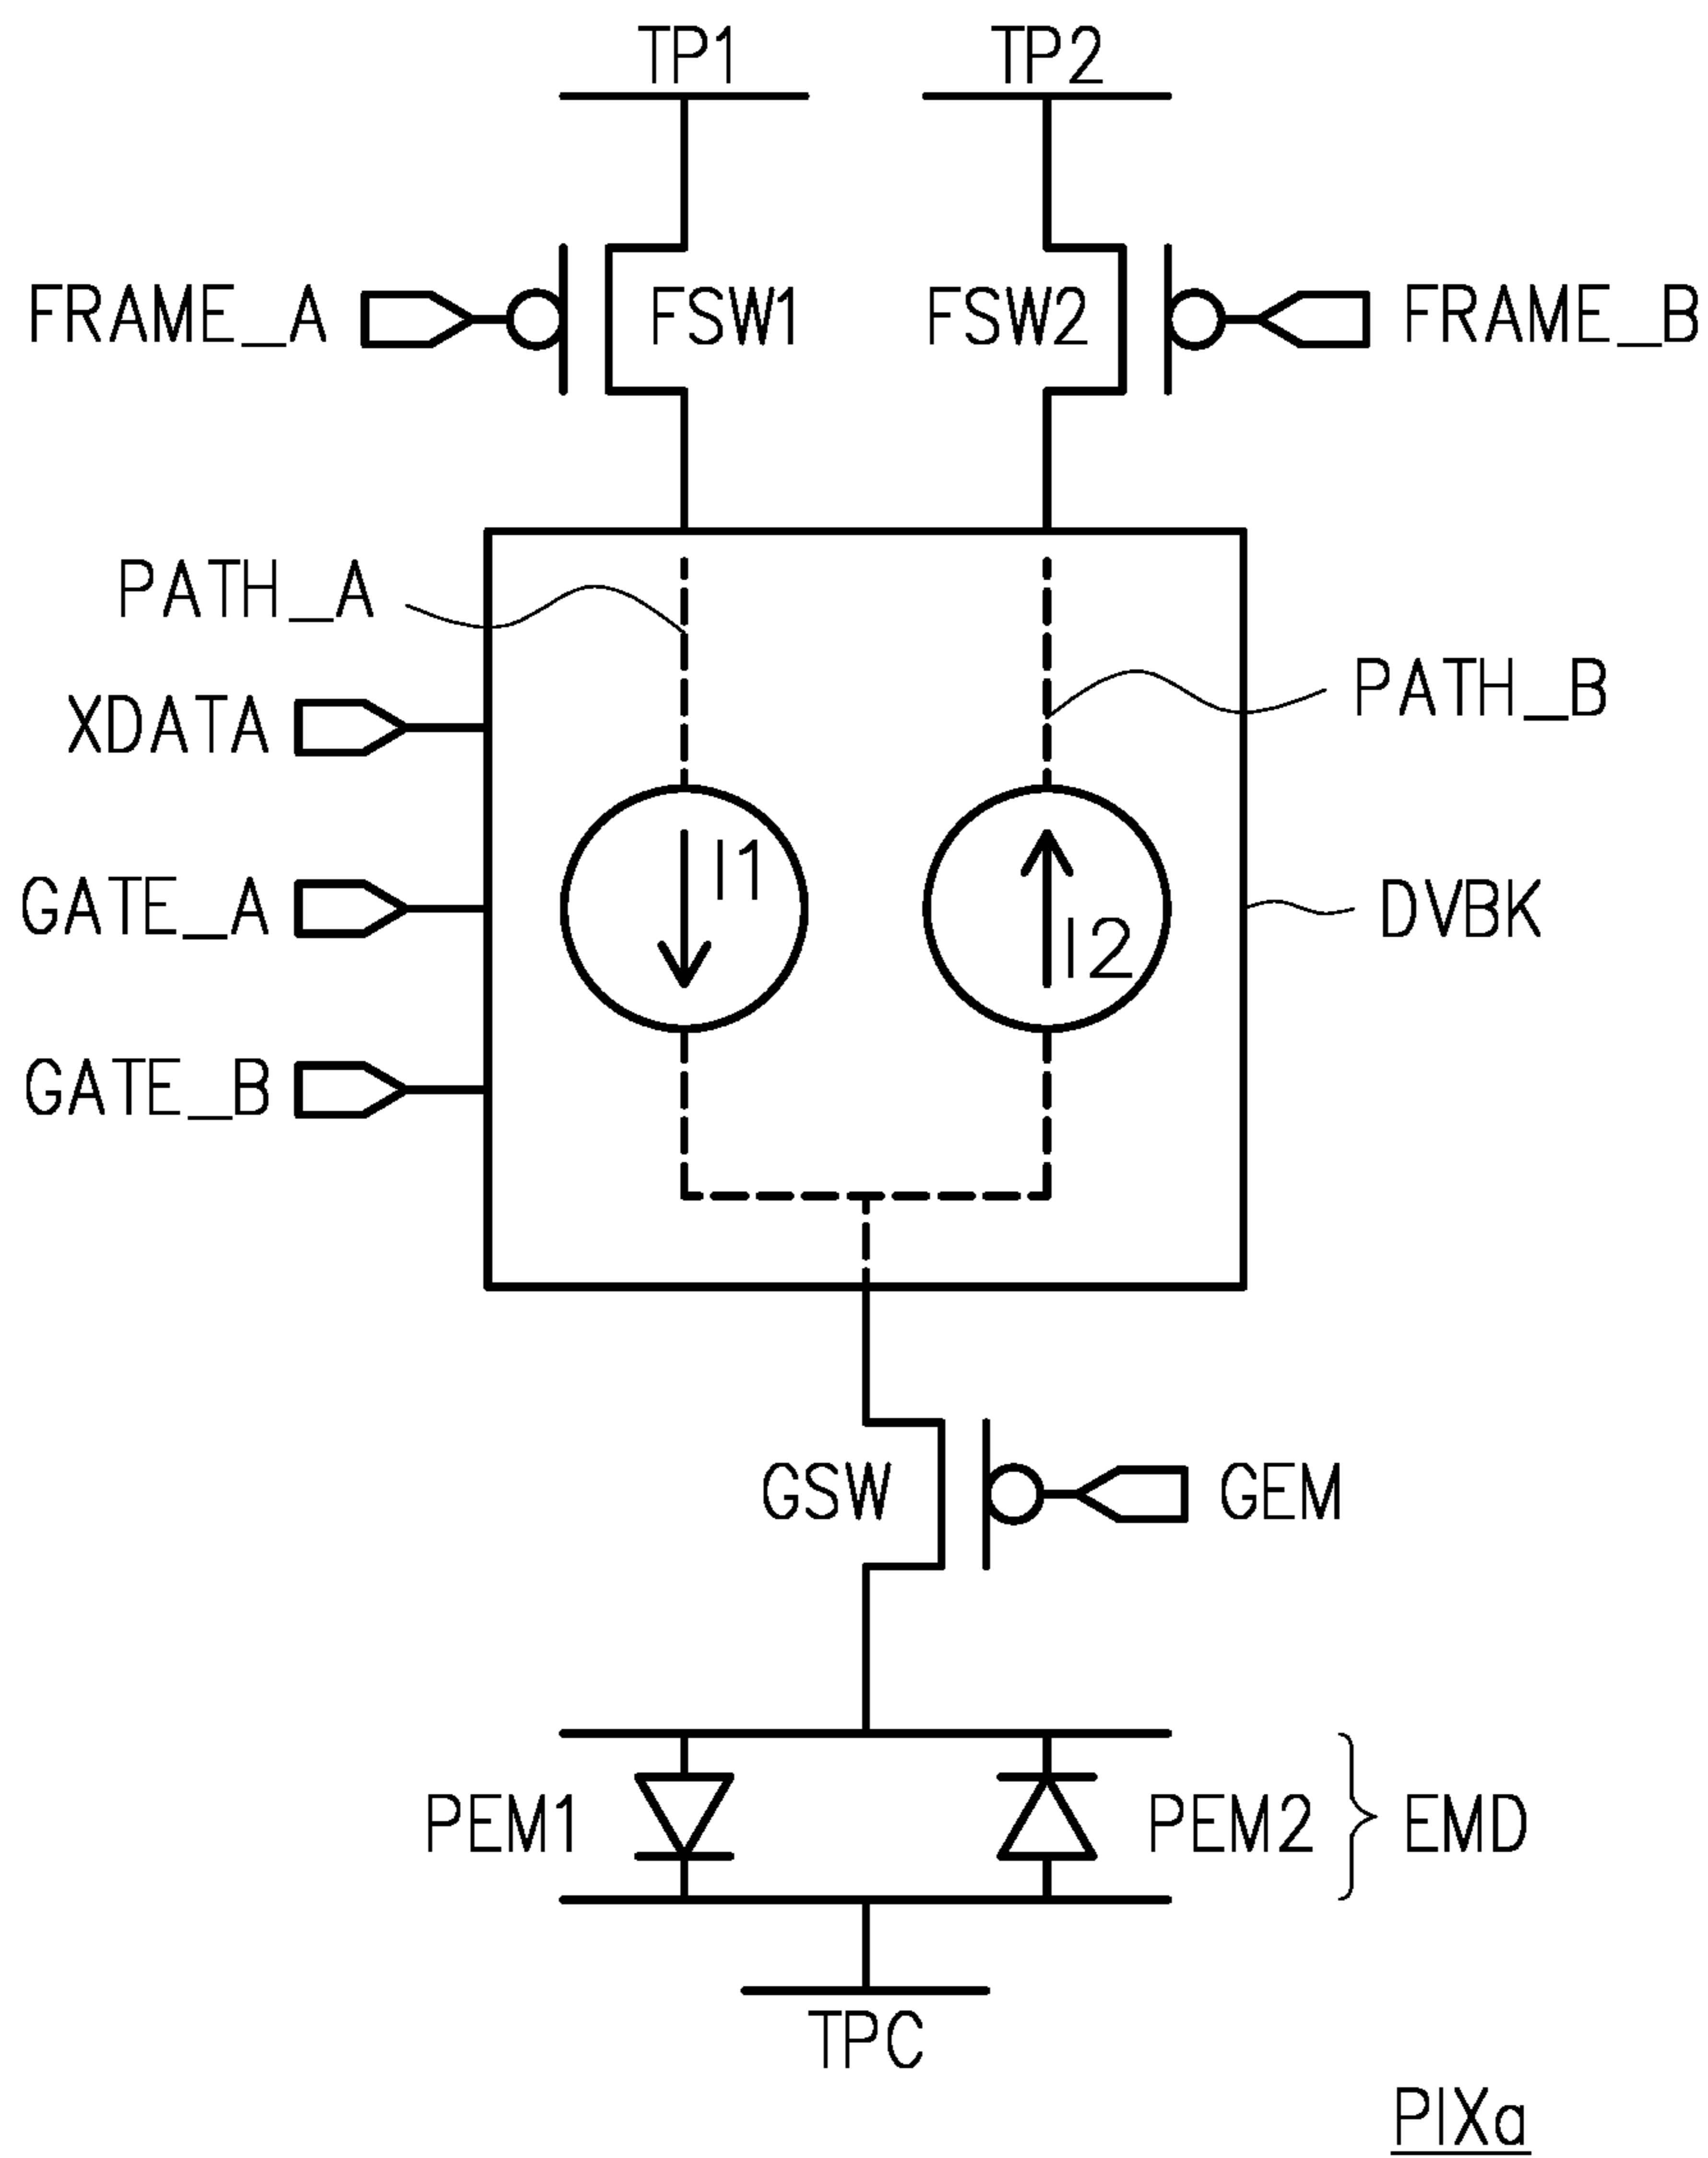 TP1 TP2
FRAME_A FSW1 FSW2 FRAME_B
PATH_A
PATH_B
XDATA
I1
GATE_A DVBK
I2
GATE_B
GSW GEM
PEM1 PEM2 EMD
TPC
PIXa